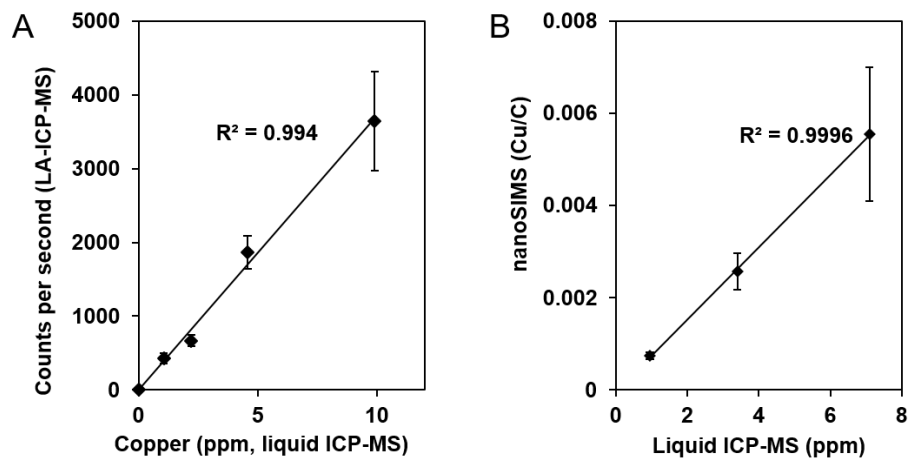 A
Counts per second (LA-ICP-MS)
5000
4000
3000
2000
1000
0
R² = 0.994
0
5
10
Copper (ppm, liquid ICP-MS)
B
nanoSIMS (Cu/C)
0.008
0.006
0.004
0.002
0
R² = 0.9996
0
2
4
6
8
Liquid ICP-MS (ppm)